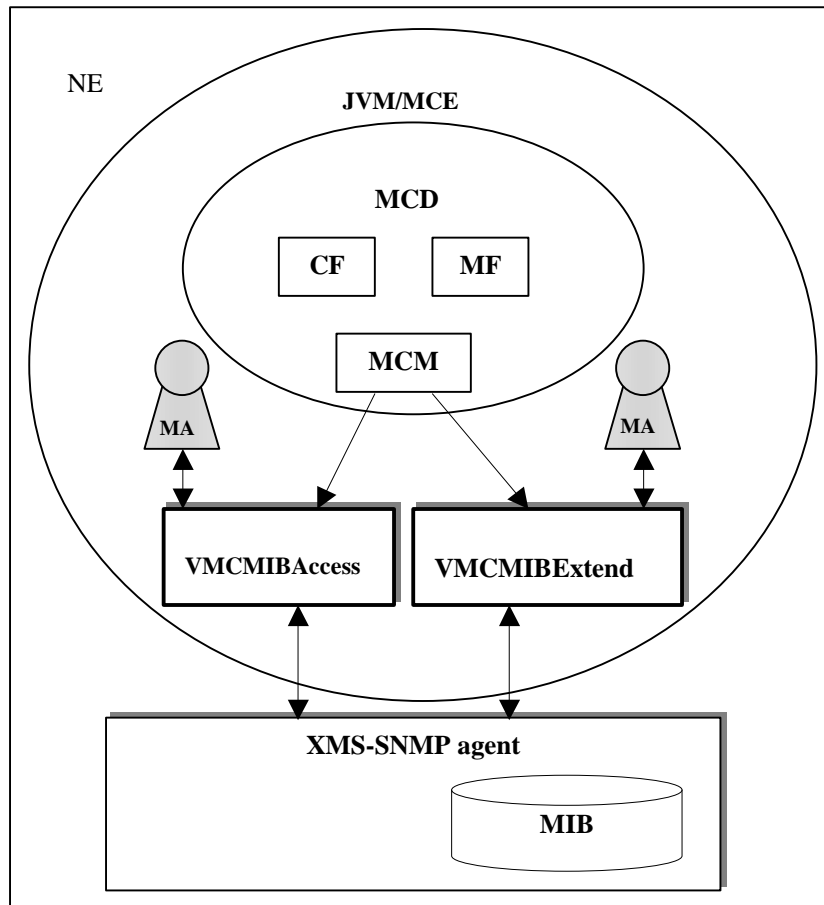 NE
JVM/MCE
MCD
CF
MF
MCM
MA
MA
VMCMIBAccess
VMCMIBExtend
XMS-SNMP agent
MIB